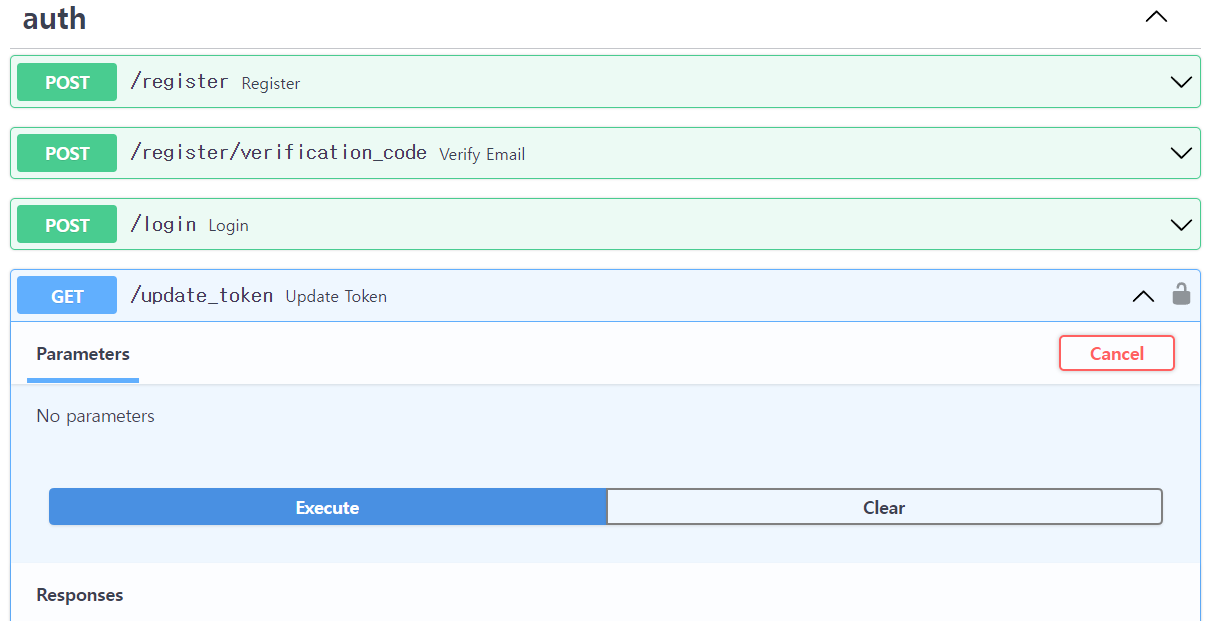 auth
POST /register Register
POST /register/verification_code Verify Email
POST /login Login
GET /update_token Update Token
Parameters Cancel
No parameters
Execute Clear
Responses